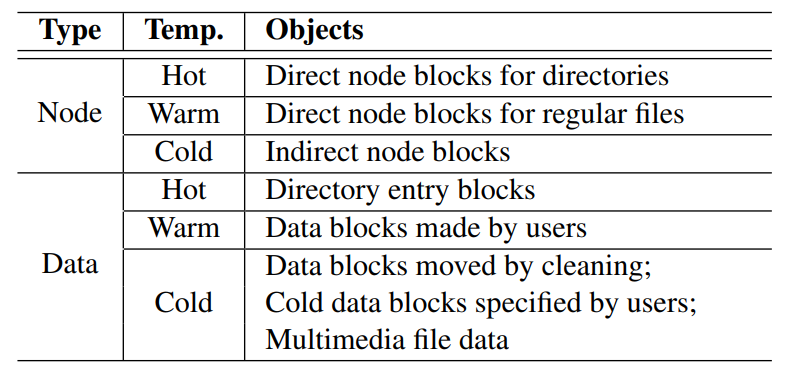 Type Temp. Objects
Hot Direct node blocks for directories
Node Warm Direct node blocks for regular files
Cold Indirect node blocks
Hot Directory entry blocks
Warm Data blocks made by users
Data Cold Data blocks moved by cleaning;
Cold data blocks specified by users;
Multimedia file data